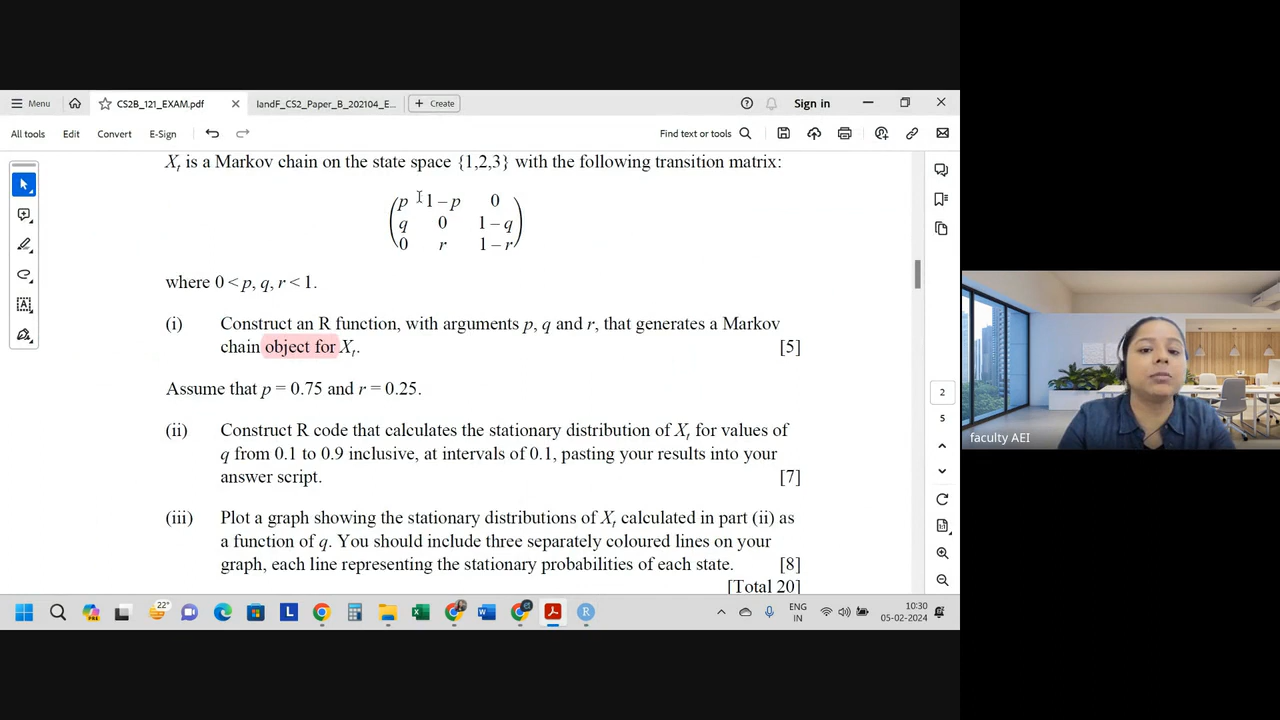 Menu
CS2B_121_EXAM.pdf
IandF_CS2_Paper_B_202104_E...
Create
Sign in
All tools Edit Convert E-Sign
Find text or tools
Xt is a Markov chain on the state space {1,2,3} with the following transition matrix:
p 1 – p 0
q 0 1 – q
0 r 1 – r
where 0 < p, q, r < 1.
(i) Construct an R function, with arguments p, q and r, that generates a Markov
chain object for Xt. [5]
Assume that p = 0.75 and r = 0.25.
(ii) Construct R code that calculates the stationary distribution of Xt for values of
q from 0.1 to 0.9 inclusive, at intervals of 0.1, pasting your results into your
answer script. [7]
(iii) Plot a graph showing the stationary distributions of Xt calculated in part (ii) as
a function of q. You should include three separately coloured lines on your
graph, each line representing the stationary probabilities of each state. [8]
[Total 20]
2
5
faculty AEI
22°
ENG
IN
10:30
05-02-2024